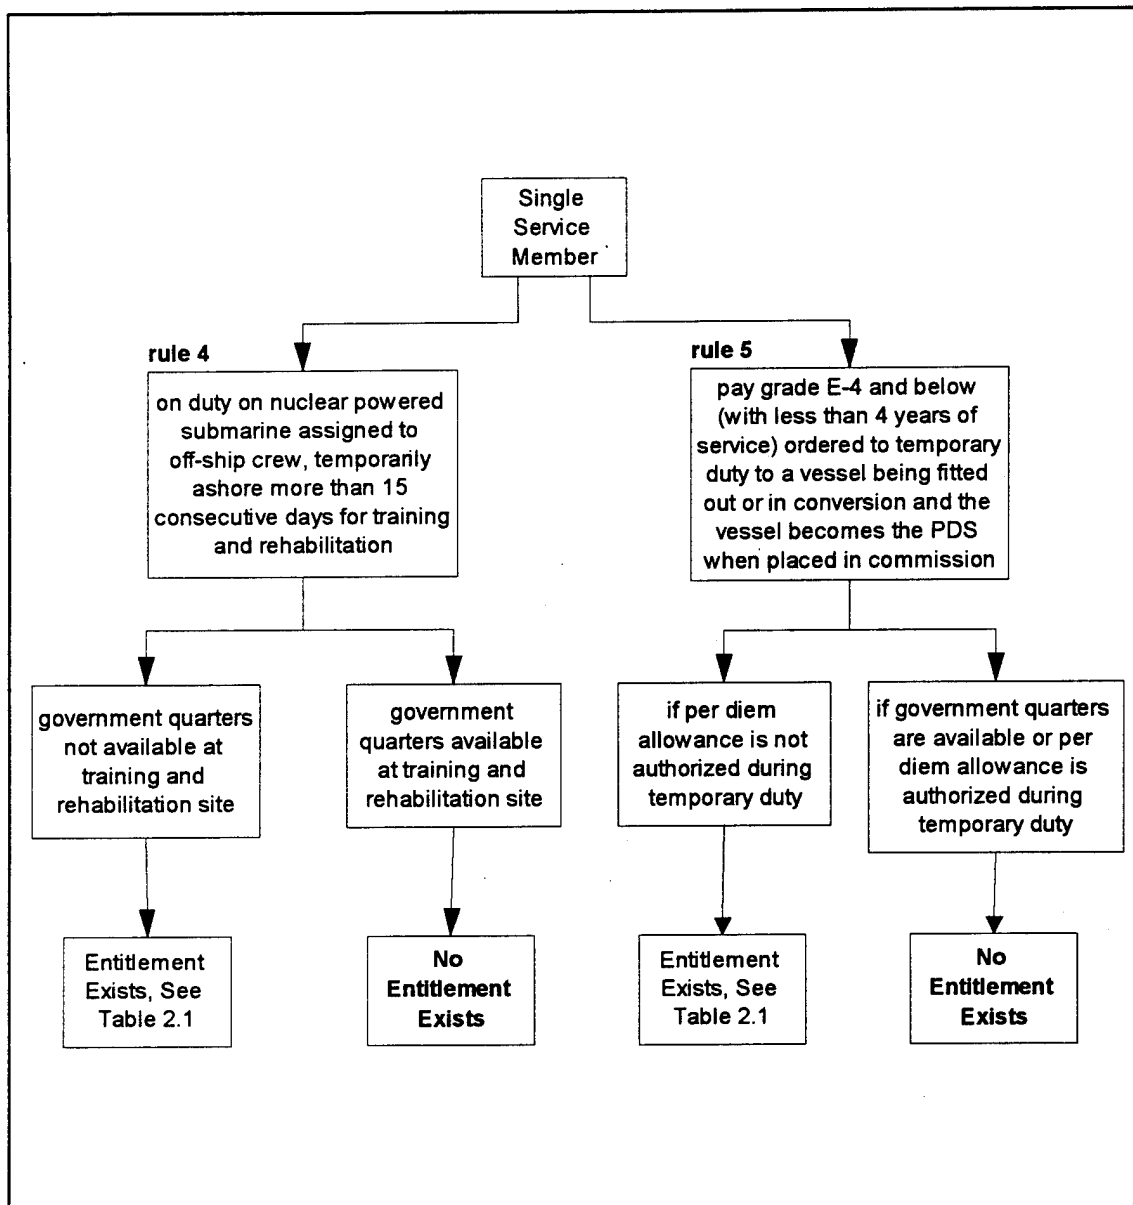 Single
Service
Member
rule 4
on duty on nuclear powered
submarine assigned to
off-ship crew, temporarily
ashore more than 15
consecutive days for training
and rehabilitation
rule 5
pay grade E-4 and below
(with less than 4 years of
service) ordered to temporary
duty to a vessel being fitted
out or in conversion and the
vessel becomes the PDS
when placed in commission
government quarters
not available at
training and
rehabilitation site
government
quarters available
at training and
rehabilitation site
if per diem
allowance is not
authorized during
temporary duty
if government quarters
are available or per
diem allowance is
authorized during
temporary duty
Entitlement
Exists, See
Table 2.1
No
Entitlement
Exists
Entitlement
Exists, See
Table 2.1
No
Entitlement
Exists